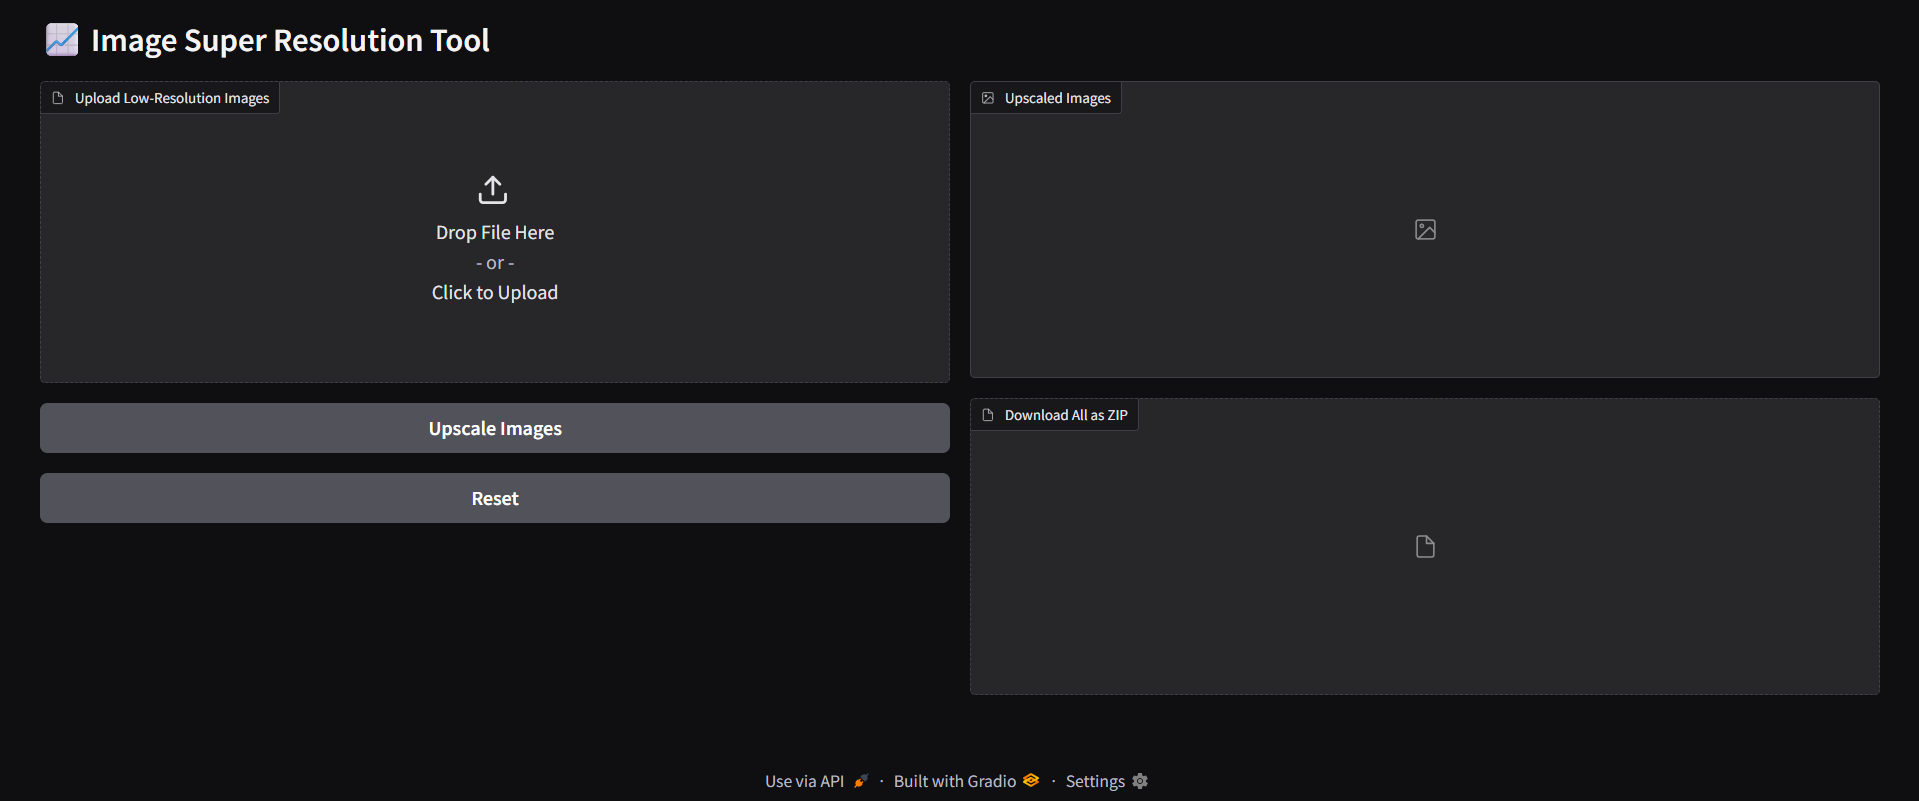 Image Super Resolution Tool
Upload Low-Resolution Images
Drop File Here
- or -
Click to Upload
Upscale Images
Reset
Upscaled Images
Download All as ZIP
Use via API · Built with Gradio · Settings